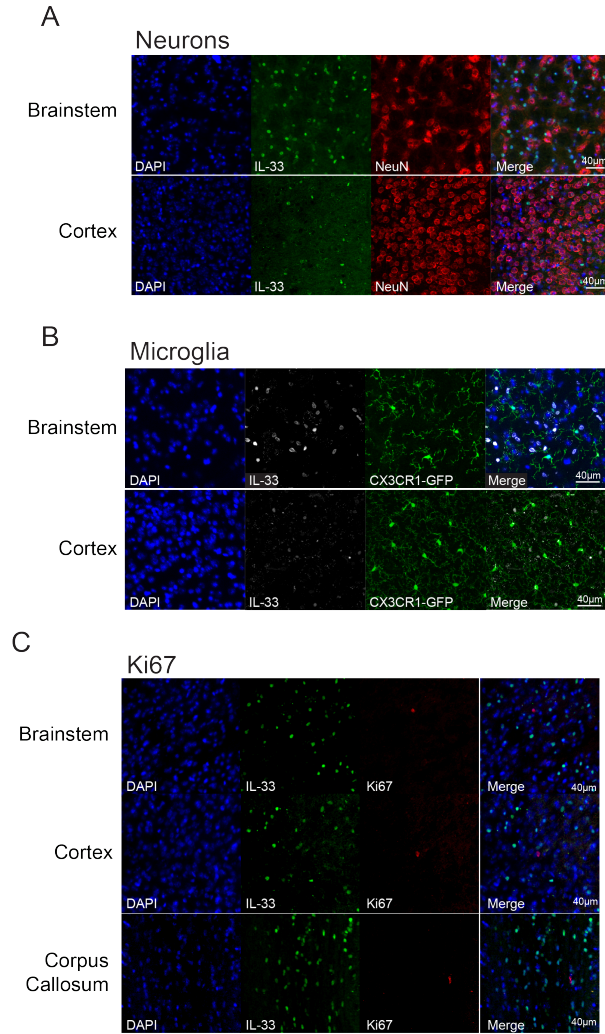 A
Neurons
Brainstem
DAPI IL-33 NeuN Merge 40µm
Cortex
DAPI IL-33 NeuN Merge 40µm
B
Microglia
Brainstem
DAPI IL-33 CX3CR1-GFP Merge 40µm
Cortex
DAPI IL-33 CX3CR1-GFP Merge 40µm
C
Ki67
Brainstem
DAPI IL-33 Ki67 Merge 40µm
Cortex
DAPI IL-33 Ki67 Merge 40µm
Corpus
Callosum
DAPI IL-33 Ki67 Merge 40µm